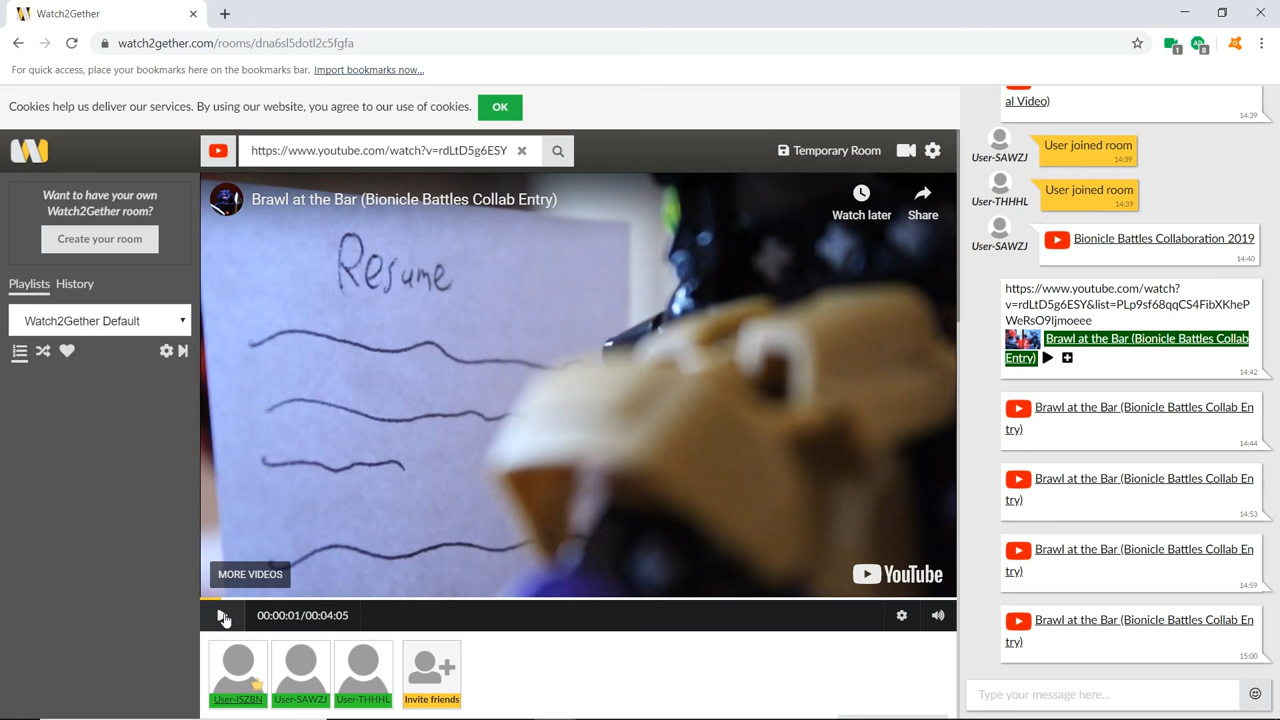 Watch2Gether
watch2gether.com/rooms/dna6sl5dotl2c5fgfa
1
8
For quick access, place your bookmarks here on the bookmarks bar. Import bookmarks now...
Cookies help us deliver our services. By using our website, you agree to our use of cookies.
OK
https://www.youtube.com/watch?v=rdLtD5g6ESY
Temporary Room
Want to have your own
Watch2Gether room?
Create your room
Playlists
History
Watch2Gether Default
Brawl at the Bar (Bionicle Battles Collab Entry)
Watch later
Share
Resume
MORE VIDEOS
YouTube
00:00:01/00:04:05
User-ISZBN
User-SAWZJ
User-THHHL
Invite friends
al Video)
14:39
User-SAWZJ
User joined room
14:39
User-THHHL
User joined room
14:39
User-SAWZJ
Bionicle Battles Collaboration 2019
14:40
https://www.youtube.com/watch?
v=rdLtD5g6ESY&list=PLp9sf68qqCS4FibXKheP
WeRsO9Ijmoeee
Brawl at the Bar (Bionicle Battles Collab
Entry)
14:42
Brawl at the Bar (Bionicle Battles Collab En
try)
14:44
Brawl at the Bar (Bionicle Battles Collab En
try)
14:53
Brawl at the Bar (Bionicle Battles Collab En
try)
14:59
Brawl at the Bar (Bionicle Battles Collab En
try)
15:00
Type your message here...